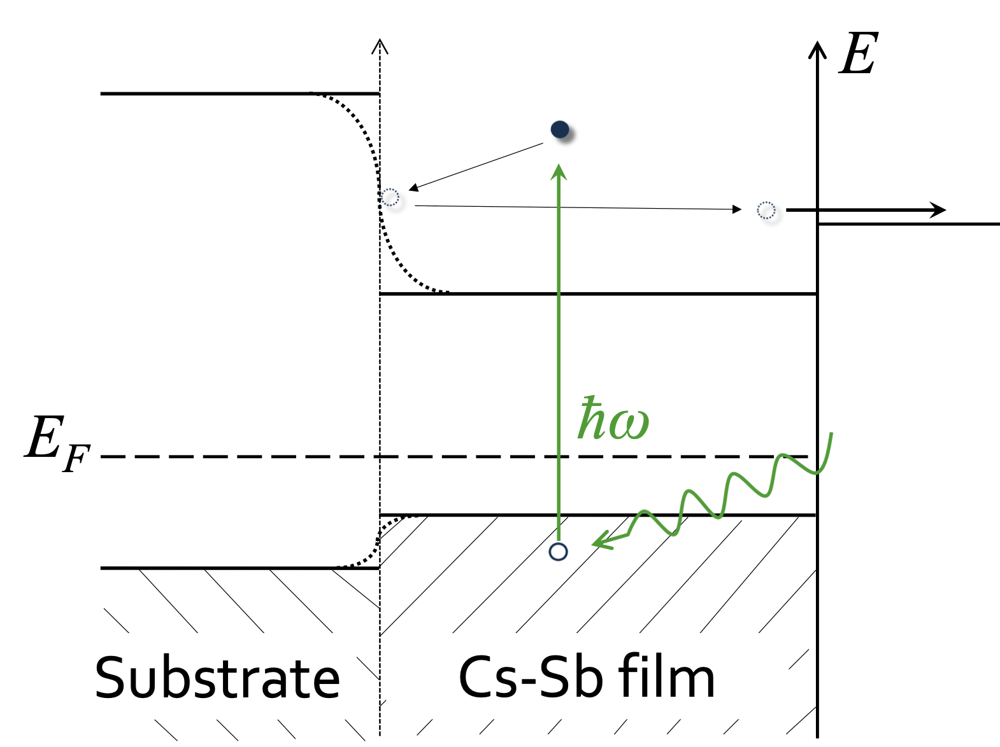 E
ħω
E_F
Substrate
Cs-Sb film